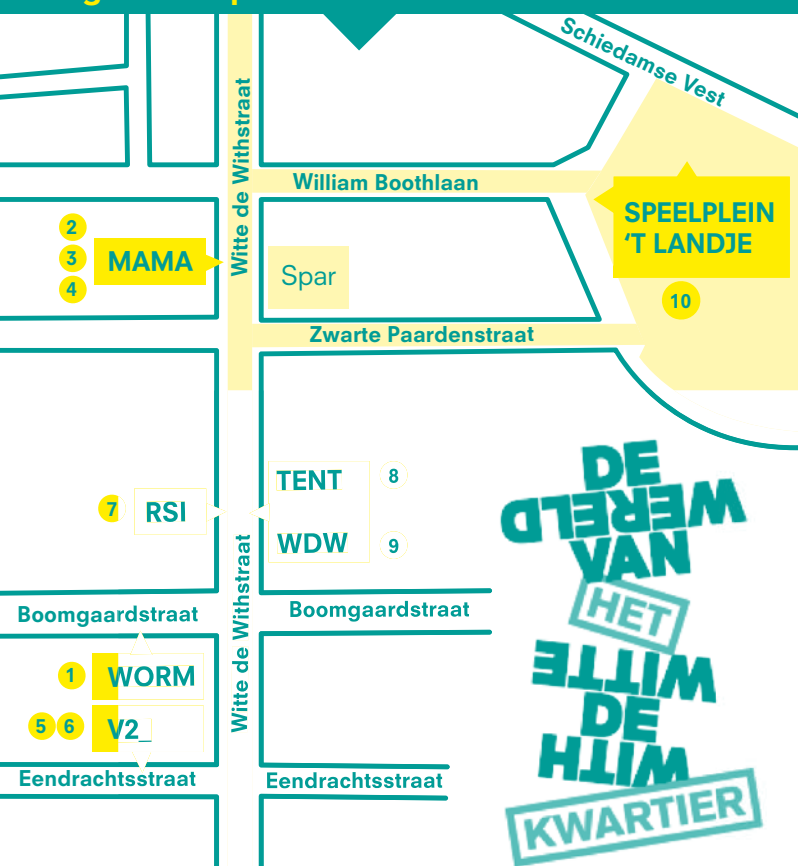 Schiedamse Vest
Witte de Withstraat
William Boothlaan
SPEELPLEIN
'T LANDJE
10
2
3
4
MAMA
Spar
Zwarte Paardenstraat
7
RSI
TENT
8
WDW
9
Witte de Withstraat
Boomgaardstraat
Boomgaardstraat
1
WORM
5
6
V2_
Eendrachtsstraat
Eendrachtsstraat
DE
WERELD
VAN
HET
WITTE
DE
WITH
KWARTIER